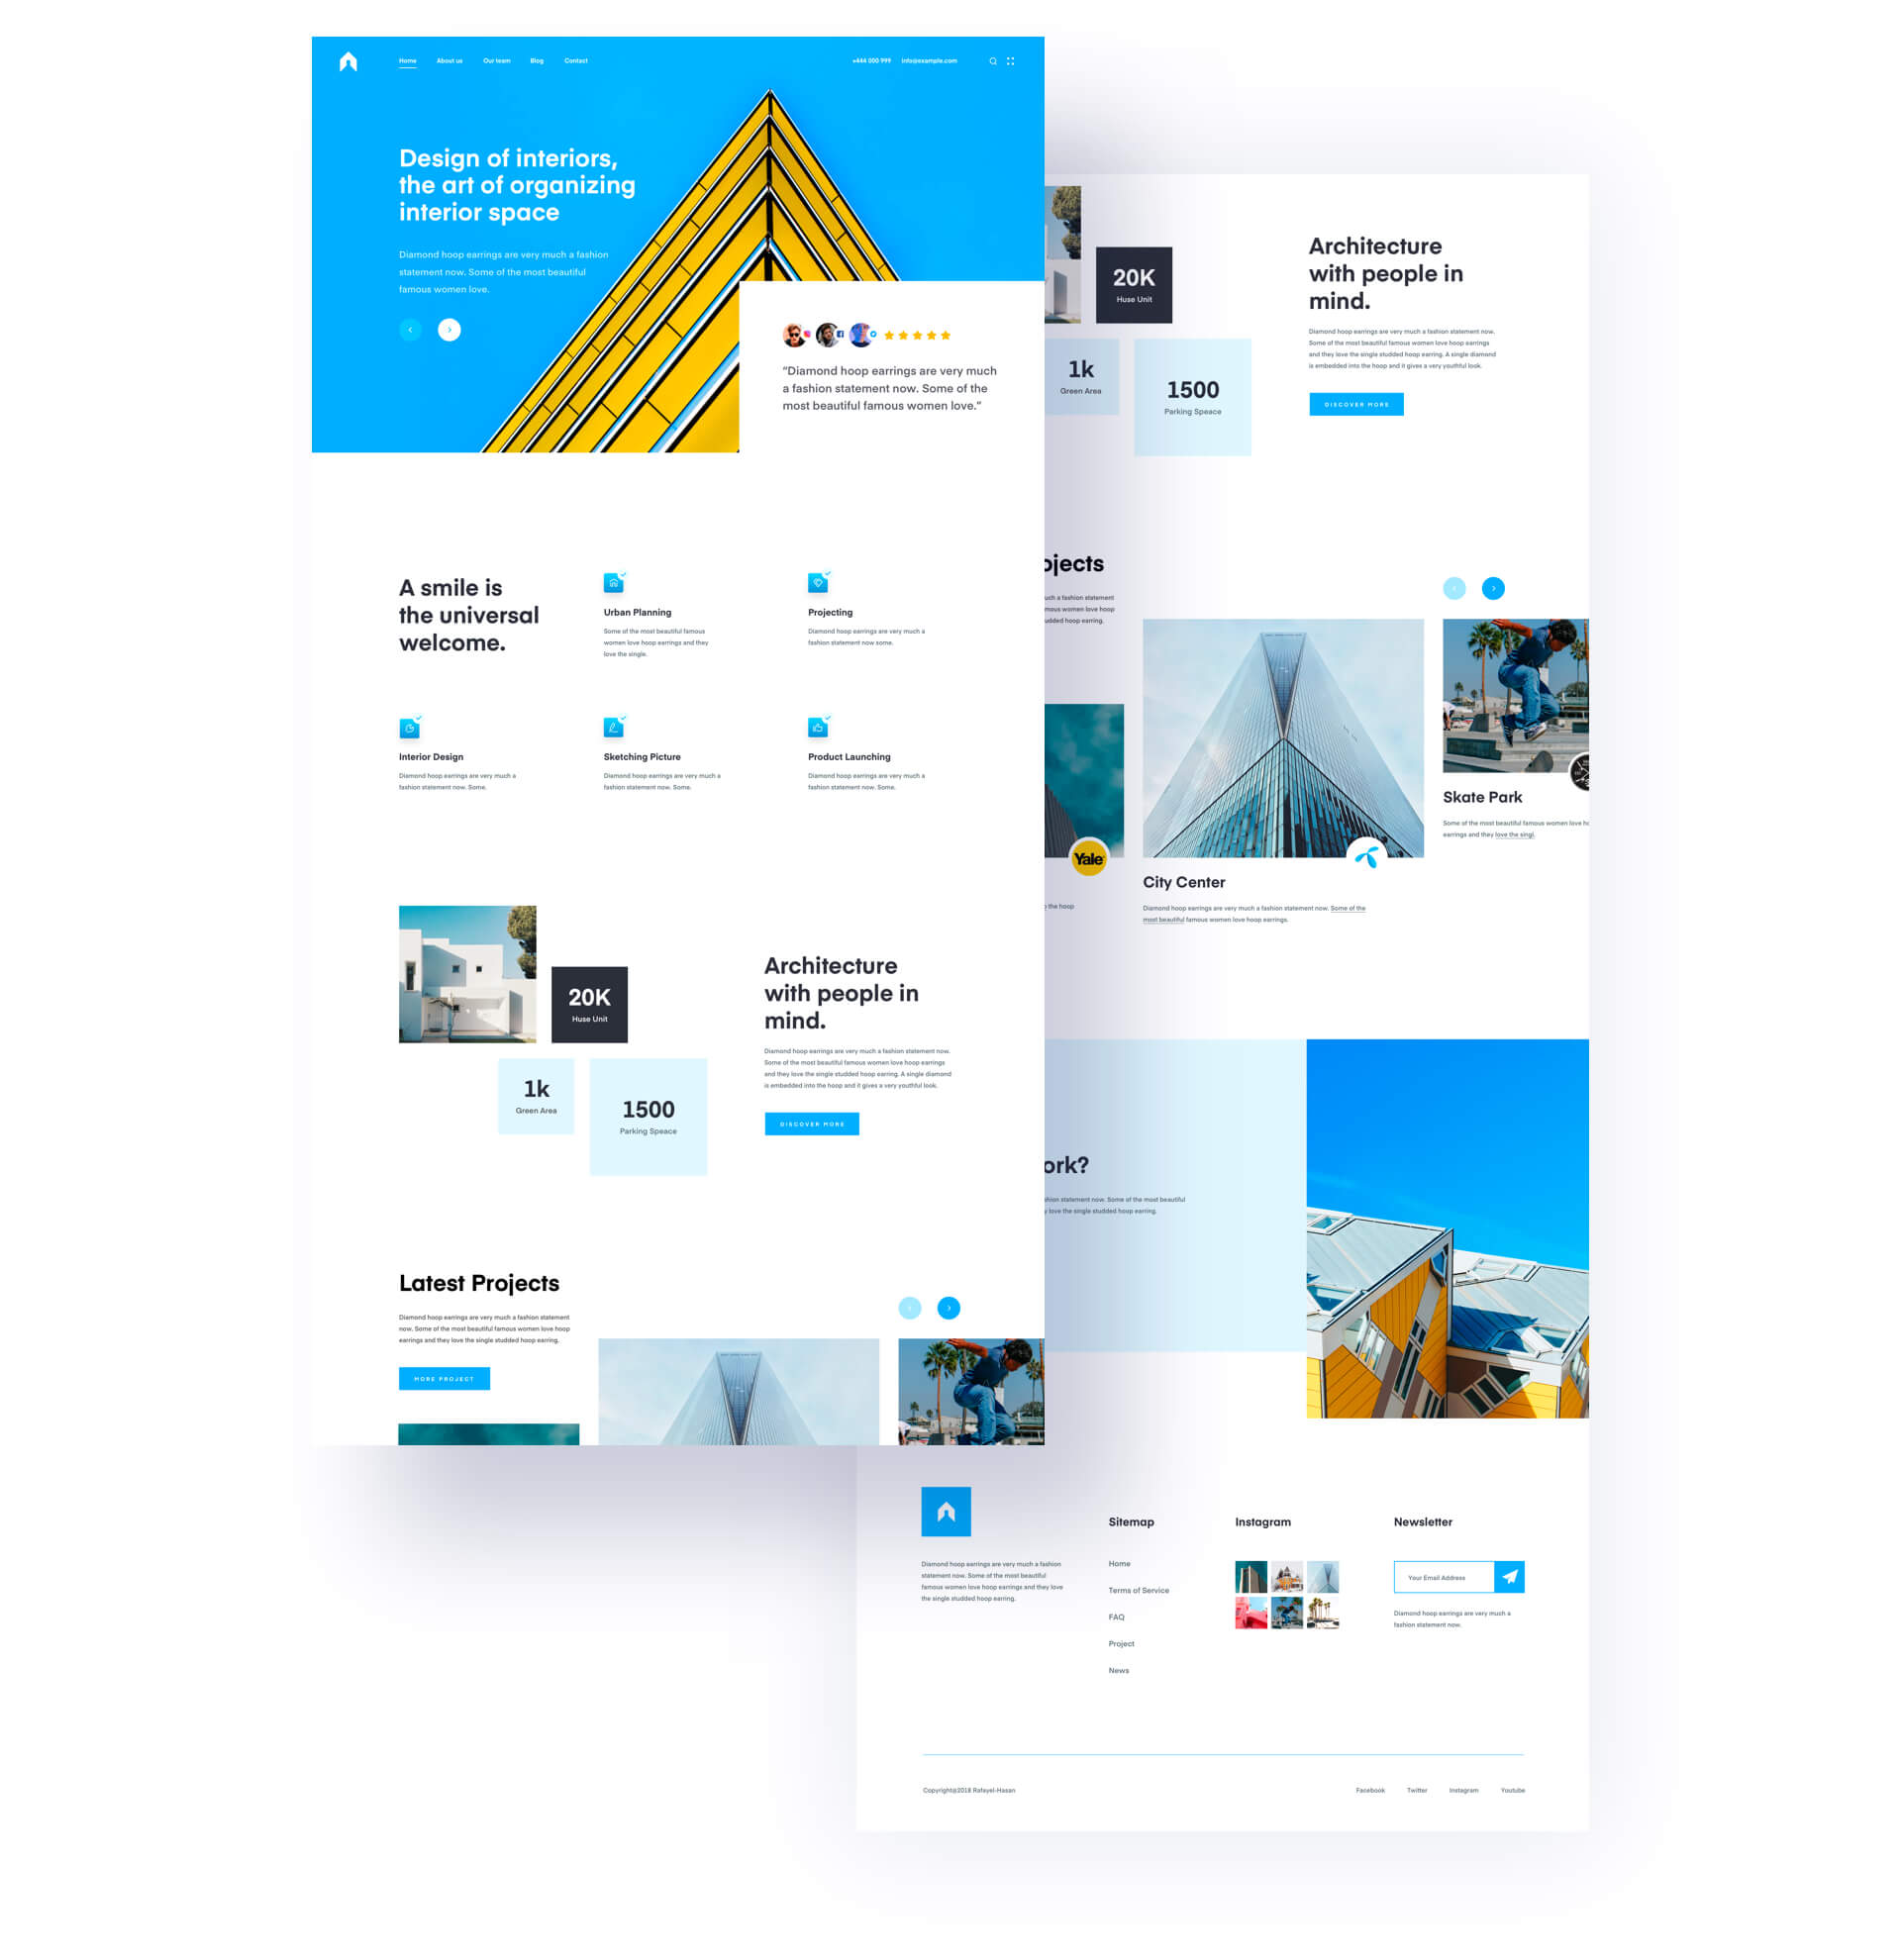 Home About us Our team Blog Contact +444 000 999 info@example.com
Design of interiors,
the art of organizing
interior space
Diamond hoop earrings are very much a fashion
statement now. Some of the most beautiful
famous women love.
“Diamond hoop earrings are very much
a fashion statement now. Some of the
most beautiful famous women love.”
A smile is
the universal
welcome.
Urban Planning
Some of the most beautiful famous
women love hoop earrings and they
love the single.
Projecting
Diamond hoop earrings are very much a
fashion statement now some.
Interior Design
Diamond hoop earrings are very much a
fashion statement now. Some.
Sketching Picture
Diamond hoop earrings are very much a
fashion statement now. Some.
Product Launching
Diamond hoop earrings are very much a
fashion statement now. Some.
20K
Huse Unit
1k
Green Area
1500
Parking Speace
Architecture
with people in
mind.
Diamond hoop earrings are very much a fashion statement now.
Some of the most beautiful famous women love hoop earrings
and they love the single studded hoop earring. A single diamond
is embedded into the hoop and it gives a very youthful look.
DISCOVER MORE
Latest Projects
Diamond hoop earrings are very much a fashion statement
now. Some of the most beautiful famous women love hoop
earrings and they love the single studded hoop earring.
MORE PROJECT
20K
Huse Unit
1k
Green Area
1500
Parking Speace
Architecture
with people in
mind.
Diamond hoop earrings are very much a fashion statement now.
Some of the most beautiful famous women love hoop earrings
and they love the single studded hoop earring. A single diamond
is embedded into the hoop and it gives a very youthful look.
DISCOVER MORE
ojects
uch a fashion statement
mous women love hoop
udded hoop earring.
Yale
the hoop
City Center
Diamond hoop earrings are very much a fashion statement now. Some of the
most beautiful famous women love hoop earrings.
Skate Park
Some of the most beautiful famous women love ho
earrings and they love the singl.
ork?
shion statement now. Some of the most beautiful
y love the single studded hoop earring.
Diamond hoop earrings are very much a fashion
statement now. Some of the most beautiful
famous women love hoop earrings and they love
the single studded hoop earring.
Sitemap
Home
Terms of Service
FAQ
Project
News
Instagram
Newsletter
Your Email Address
Diamond hoop earrings are very much a
fashion statement now.
Copyright@2018 Rafayel-Hasan
Facebook Twitter Instagram Youtube